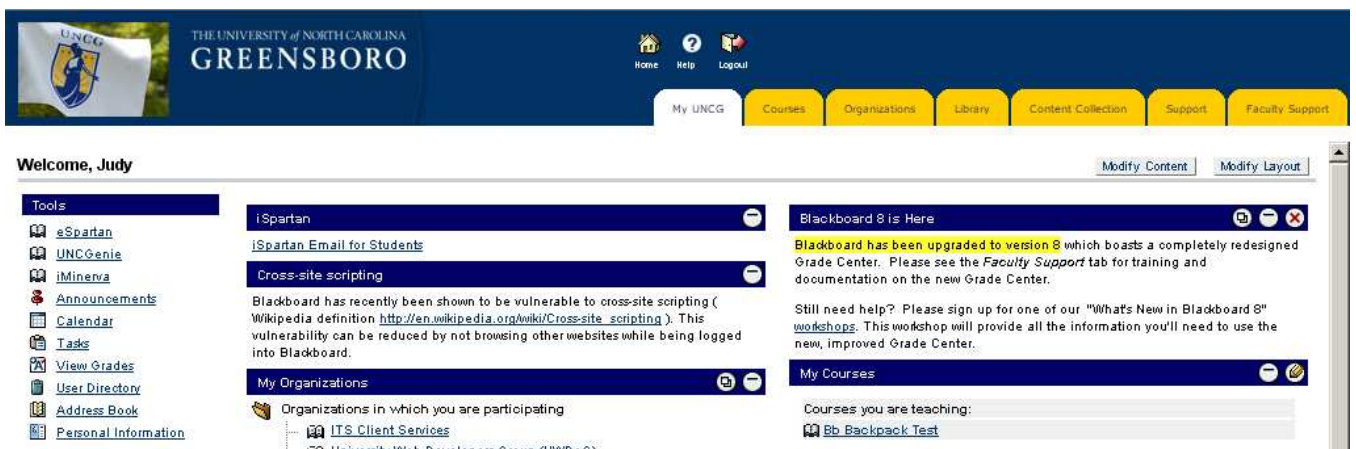 UNCG
THE UNIVERSITY of NORTH CAROLINA
GREENSBORO
Home Help Logout
My UNCG Courses Organizations Library Content Collection Support Faculty Support
Welcome, Judy
Modify Content Modify Layout
Tools
eSpartan
UNCGenie
iMinerva
Announcements
Calendar
Tasks
View Grades
User Directory
Address Book
Personal Information
iSpartan
iSpartan Email for Students
Cross-site scripting
Blackboard has recently been shown to be vulnerable to cross-site scripting (
Wikipedia definition http://en.wikipedia.org/wiki/Cross-site_scripting ). This
vulnerability can be reduced by not browsing other websites while being logged
into Blackboard.
My Organizations
Organizations in which you are participating
ITS Client Services
Blackboard 8 is Here
Blackboard has been upgraded to version 8 which boasts a completely redesigned
Grade Center. Please see the Faculty Support tab for training and
documentation on the new Grade Center.
Still need help? Please sign up for one of our "What's New in Blackboard 8"
workshops. This workshop will provide all the information you'll need to use the
new, improved Grade Center.
My Courses
Courses you are teaching:
Bb Backpack Test